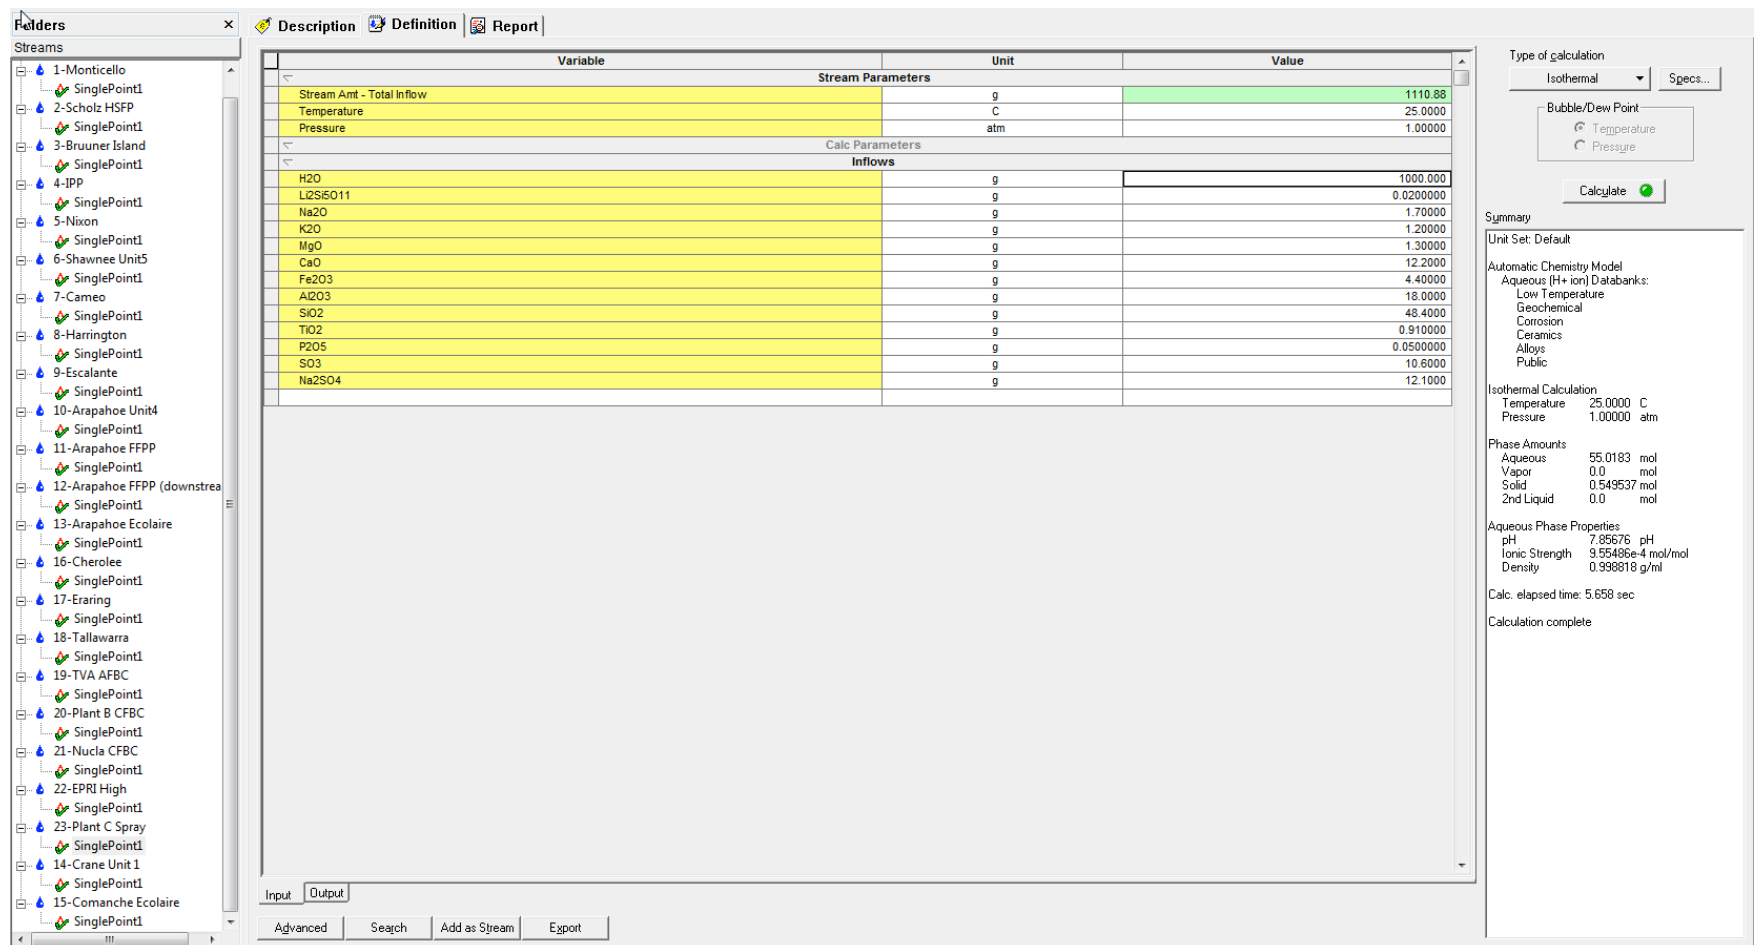 Folders ×
Streams
1-Monticello
SinglePoint1
2-Scholz HSFP
SinglePoint1
3-Bruuner Island
SinglePoint1
4-IPP
SinglePoint1
5-Nixon
SinglePoint1
6-Shawnee Unit5
SinglePoint1
7-Cameo
SinglePoint1
8-Harrington
SinglePoint1
9-Escalante
SinglePoint1
10-Arapahoe Unit4
SinglePoint1
11-Arapahoe FFPP
SinglePoint1
12-Arapahoe FFPP (downstrea
SinglePoint1
13-Arapahoe Ecolaire
SinglePoint1
16-Cherolee
SinglePoint1
17-Eraring
SinglePoint1
18-Tallawarra
SinglePoint1
19-TVA AFBC
SinglePoint1
20-Plant B CFBC
SinglePoint1
21-Nucla CFBC
SinglePoint1
22-EPRI High
SinglePoint1
23-Plant C Spray
SinglePoint1
14-Crane Unit 1
SinglePoint1
15-Comanche Ecolaire
SinglePoint1
Description Definition Report
Variable Unit Value
Stream Parameters
Stream Amt - Total Inflow g 1110.88
Temperature C 25.0000
Pressure atm 1.00000
Calc Parameters
Inflows
H2O g 1000.000
Li2Si5O11 g 0.0200000
Na2O g 1.70000
K2O g 1.20000
MgO g 1.30000
CaO g 12.2000
Fe2O3 g 4.40000
Al2O3 g 18.0000
SiO2 g 48.4000
TiO2 g 0.910000
P2O5 g 0.0500000
SO3 g 10.6000
Na2SO4 g 12.1000
Input Output
Advanced Search Add as Stream Export
Type of calculation
Isothermal Specs...
Bubble/Dew Point
Temperature
Pressure
Calculate
Summary
Unit Set: Default
Automatic Chemistry Model
Aqueous (H+ ion) Databanks:
Low Temperature
Geochemical
Corrosion
Ceramics
Alloys
Public
Isothermal Calculation
Temperature 25.0000 C
Pressure 1.00000 atm
Phase Amounts
Aqueous 55.0183 mol
Vapor 0.0 mol
Solid 0.549537 mol
2nd Liquid 0.0 mol
Aqueous Phase Properties
pH 7.85676 pH
Ionic Strength 9.55486e-4 mol/mol
Density 0.998818 g/ml
Calc. elapsed time: 5.658 sec
Calculation complete